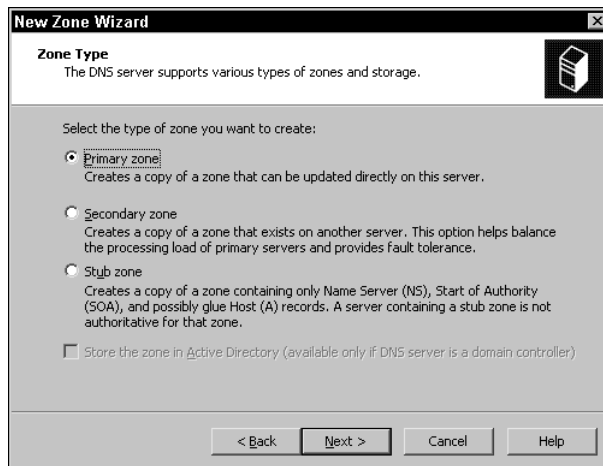 New Zone Wizard
Zone Type
The DNS server supports various types of zones and storage.
Select the type of zone you want to create:
Primary zone
Creates a copy of a zone that can be updated directly on this server.
Secondary zone
Creates a copy of a zone that exists on another server. This option helps balance
the processing load of primary servers and provides fault tolerance.
Stub zone
Creates a copy of a zone containing only Name Server (NS), Start of Authority
(SOA), and possibly glue Host (A) records. A server containing a stub zone is not
authoritative for that zone.
Store the zone in Active Directory (available only if DNS server is a domain controller)
< Back Next > Cancel Help